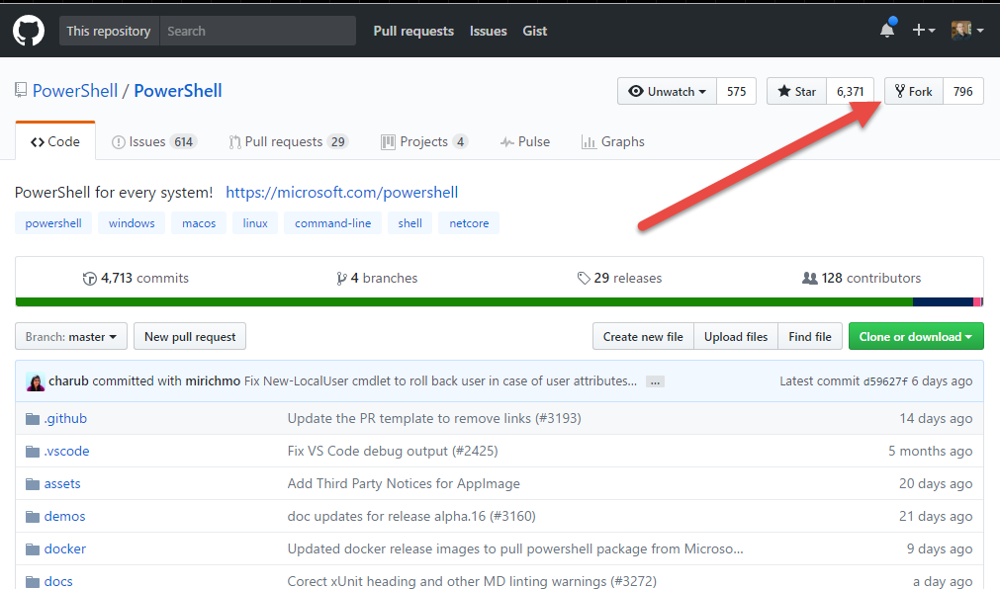 This repository Search Pull requests Issues Gist
PowerShell / PowerShell Unwatch 575 Star 6,371 Fork 796
Code Issues 614 Pull requests 29 Projects 4 Pulse Graphs
PowerShell for every system! https://microsoft.com/powershell
powershell windows macos linux command-line shell netcore
4,713 commits 4 branches 29 releases 128 contributors
Branch: master New pull request Create new file Upload files Find file Clone or download
charub committed with mirichmo Fix New-LocalUser cmdlet to roll back user in case of user attributes... ... Latest commit d59627f 6 days ago
.github Update the PR template to remove links (#3193) 14 days ago
.vscode Fix VS Code debug output (#2425) 5 months ago
assets Add Third Party Notices for AppImage 20 days ago
demos doc updates for release alpha.16 (#3160) 21 days ago
docker Updated docker release images to pull powershell package from Microso... 9 days ago
docs Corect xUnit heading and other MD linting warnings (#3272) a day ago